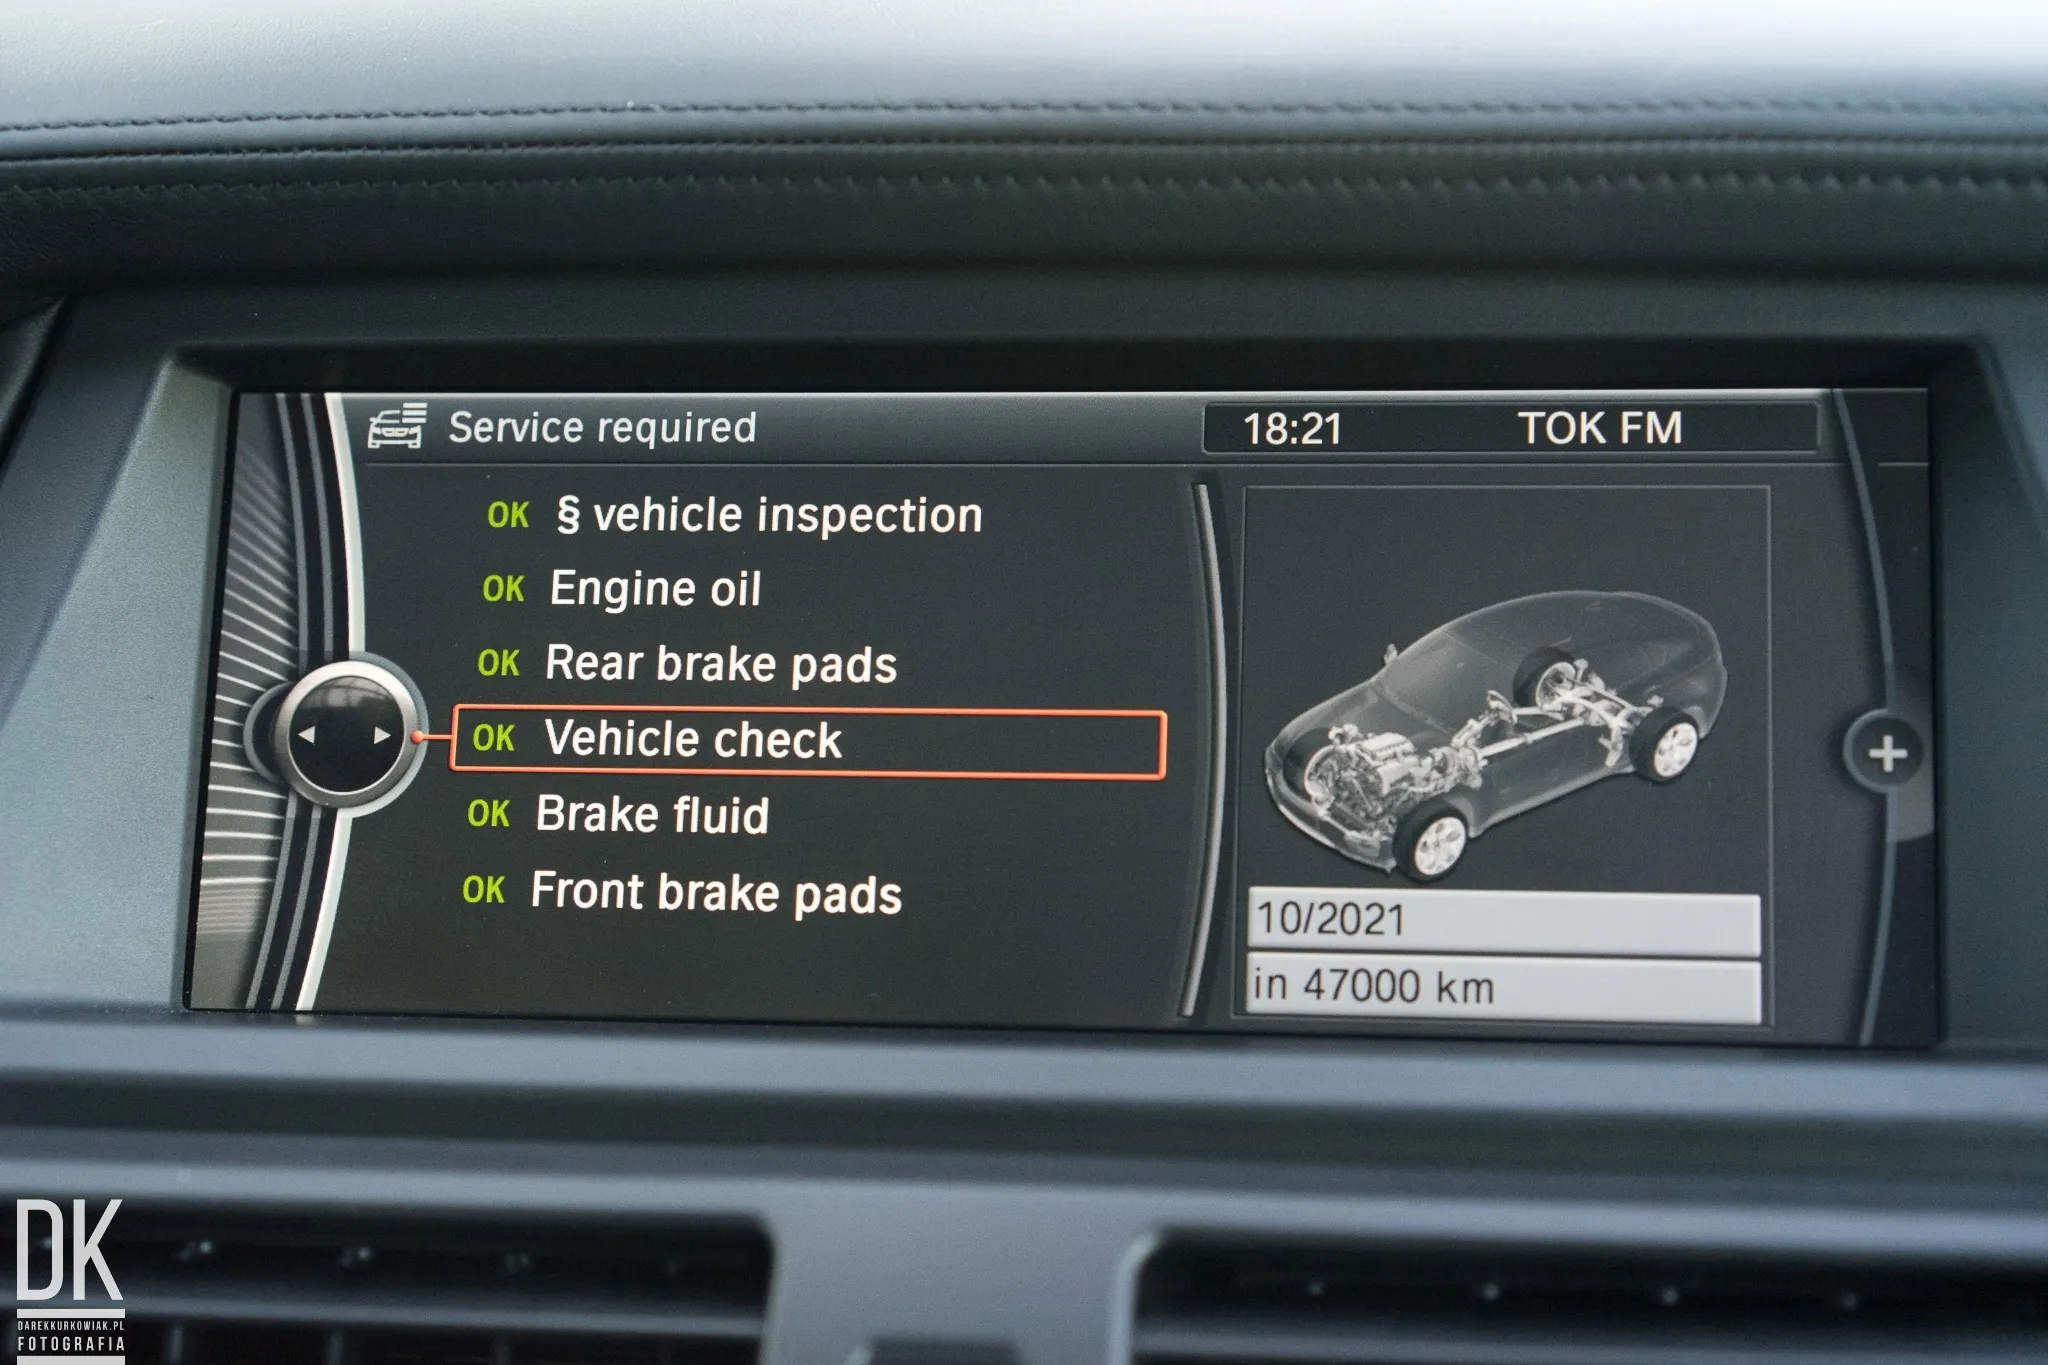 Service required
18:21 TOK FM
OK § vehicle inspection
OK Engine oil
OK Rear brake pads
OK Vehicle check
OK Brake fluid
OK Front brake pads
10/2021
in 47000 km
+
DK
DAREKKURKOWIAK.PL
FOTOGRAFIA